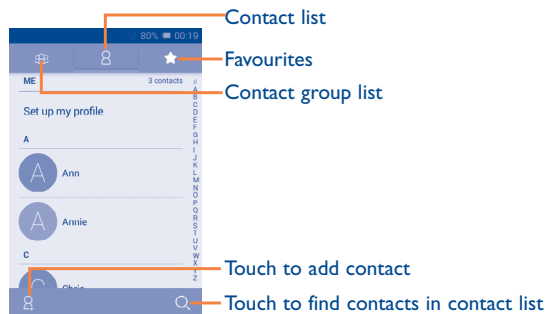 Contact list
80% 00:19
Favourites
Contact group list
ME 3 contacts
Set up my profile
#
A
B
C
D
E
F
G
H
I
J
K
L
M
N
O
P
Q
R
S
T
U
V
W
X
Y
Z
A
A Ann
A Annie
C
C Chris
Touch to add contact
Touch to find contacts in contact list